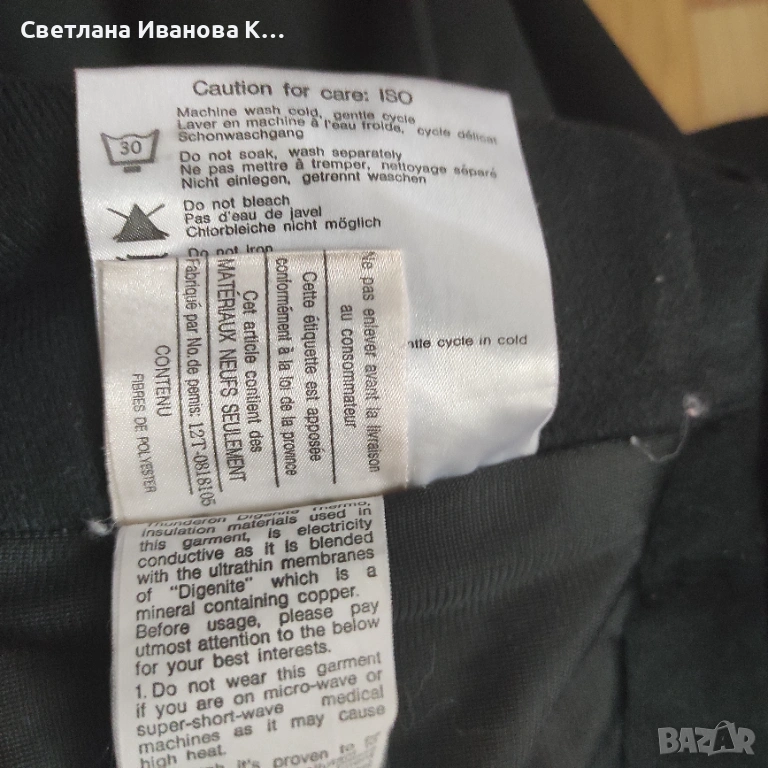 Светлана Иванова К...
Caution for care: ISO
Machine wash cold, gentle cycle
Laver en machine à l'eau froide, cycle délicat
Schonwaschgang
30
Do not soak, wash separately
Ne pas mettre à tremper, nettoyage séparé
Nicht einlegen, getrennt waschen
Do not bleach
Pas d'eau de javel
Chlorbleiche nicht möglich
Do not Iron
ntle cycle in cold
Ne pas enlever avant la livraison
au consommateur
Cette étiquette est apposée
conformément à la loi de la province
Cet article contient des
MATERIAUX NEUFS SEULEMENT
Fabriqué par No. de pemis: 12T-0818105
CONTENU
FIBRES DE POLYESTER
Thunderon Digenite Thermo,
insulation materials used in
this garment, is electricity
conductive as it is blended
with the ultrathin membranes
of "Digenite" which is a
mineral containing copper.
Before usage, please pay
utmost attention to the below
for your best interests.
1. Do not wear this garment
if you are on micro-wave or
super-short-wave medical
machines as it may cause
high heat.
it's proven to
BAZAR